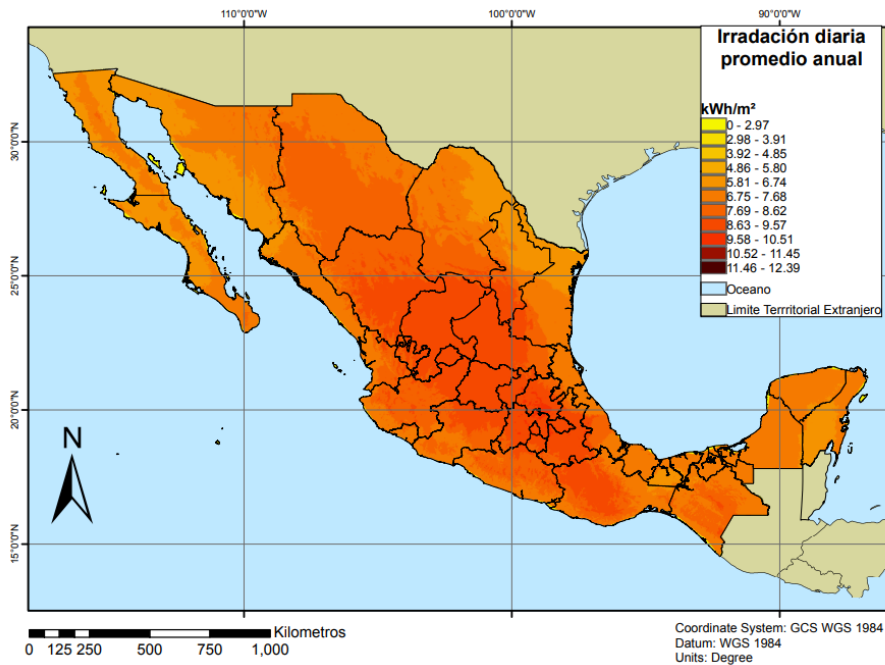 110°0'0"W
100°0'0"W
90°0'0"W
Irradación diaria
promedio anual
kWh/m²
0 - 2.97
2.98 - 3.91
3.92 - 4.85
4.86 - 5.80
5.81 - 6.74
6.75 - 7.68
7.69 - 8.62
8.63 - 9.57
9.58 - 10.51
10.52 - 11.45
11.46 - 12.39
Oceano
Limite Terrritorial Extranjero
30°0'0"N
25°0'0"N
20°0'0"N
15°0'0"N
N
Kilometros
0 125 250 500 750 1,000
Coordinate System: GCS WGS 1984
Datum: WGS 1984
Units: Degree